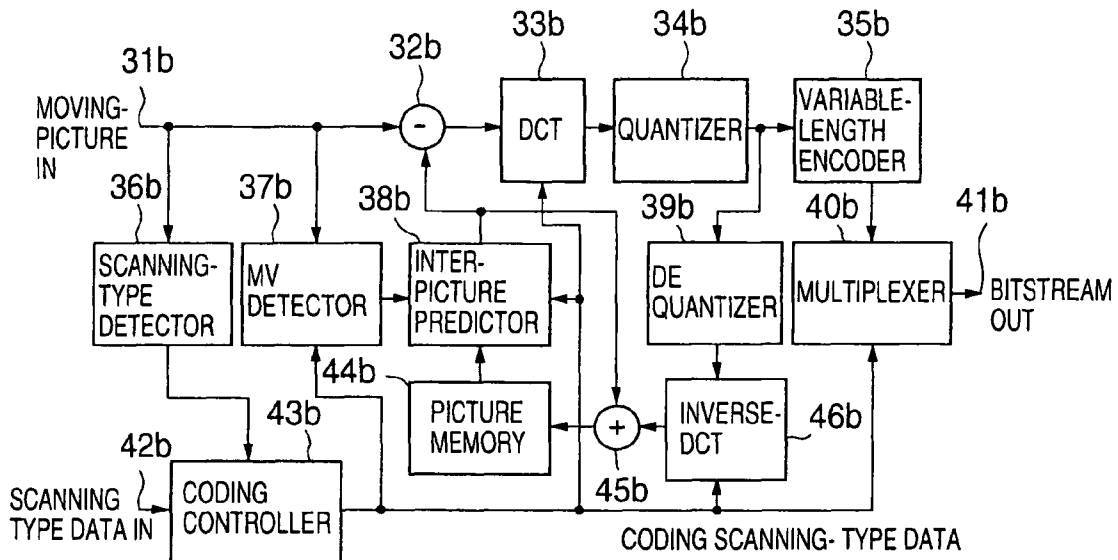 31b
32b
33b
34b
35b
MOVING-
PICTURE
IN
-
DCT
QUANTIZER
VARIABLE-
LENGTH
ENCODER
36b
37b
38b
39b
40b
41b
SCANNING-
TYPE
DETECTOR
MV
DETECTOR
INTER-
PICTURE
PREDICTOR
DE
QUANTIZER
MULTIPLEXER
BITSTREAM
OUT
44b
PICTURE
MEMORY
+
45b
INVERSE-
DCT
46b
42b
43b
SCANNING
TYPE DATA IN
CODING
CONTROLLER
CODING SCANNING- TYPE DATA